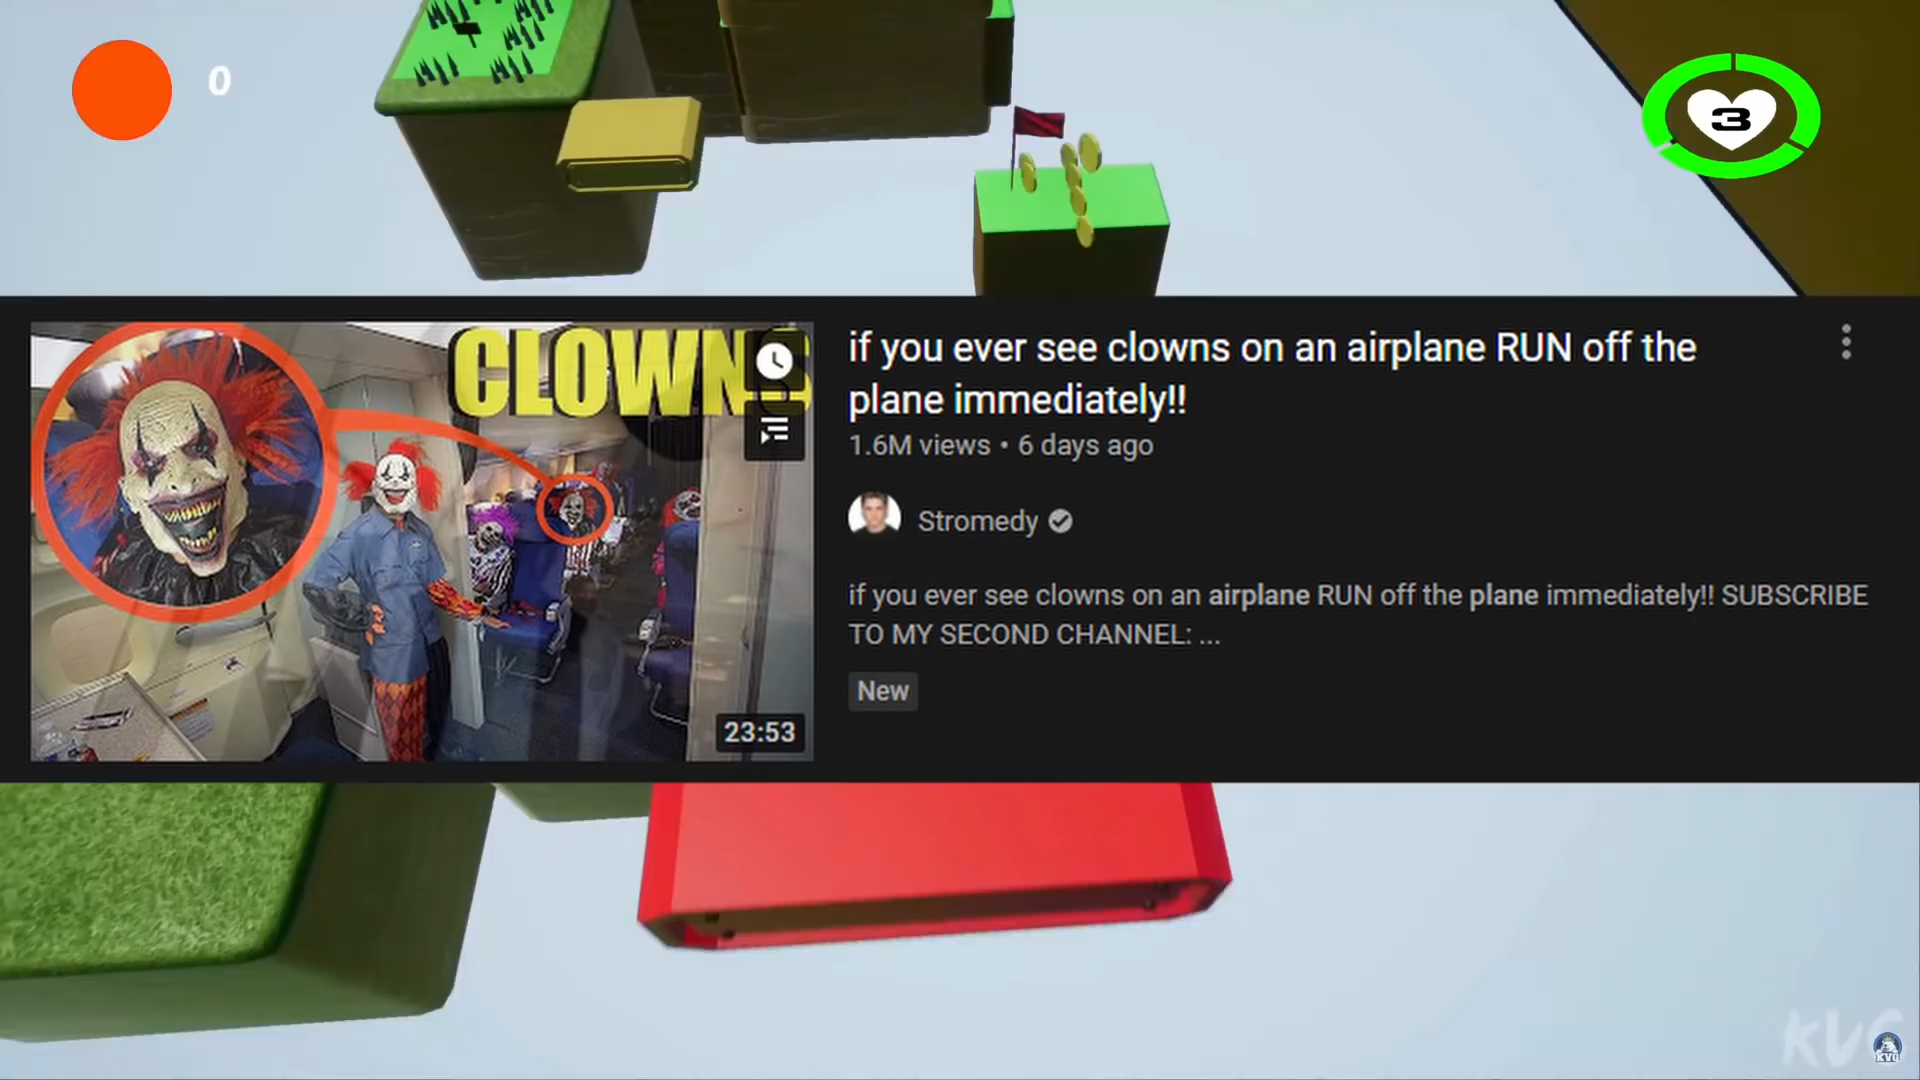 0
3
CLOWNS
if you ever see clowns on an airplane RUN off the
plane immediately!!
1.6M views • 6 days ago
Stromedy
if you ever see clowns on an airplane RUN off the plane immediately!! SUBSCRIBE
TO MY SECOND CHANNEL: ...
New
23:53
KVG
KVG